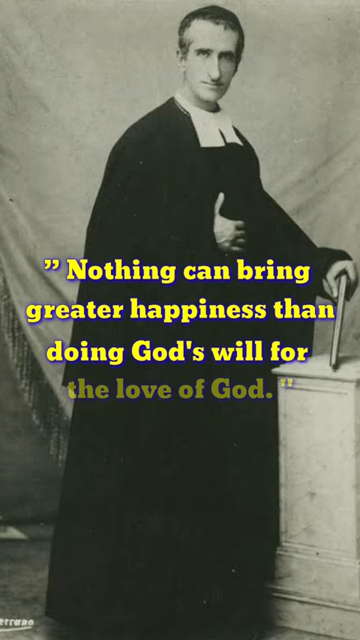 ” Nothing can bring
greater happiness than
doing God's will for
the love of God. "